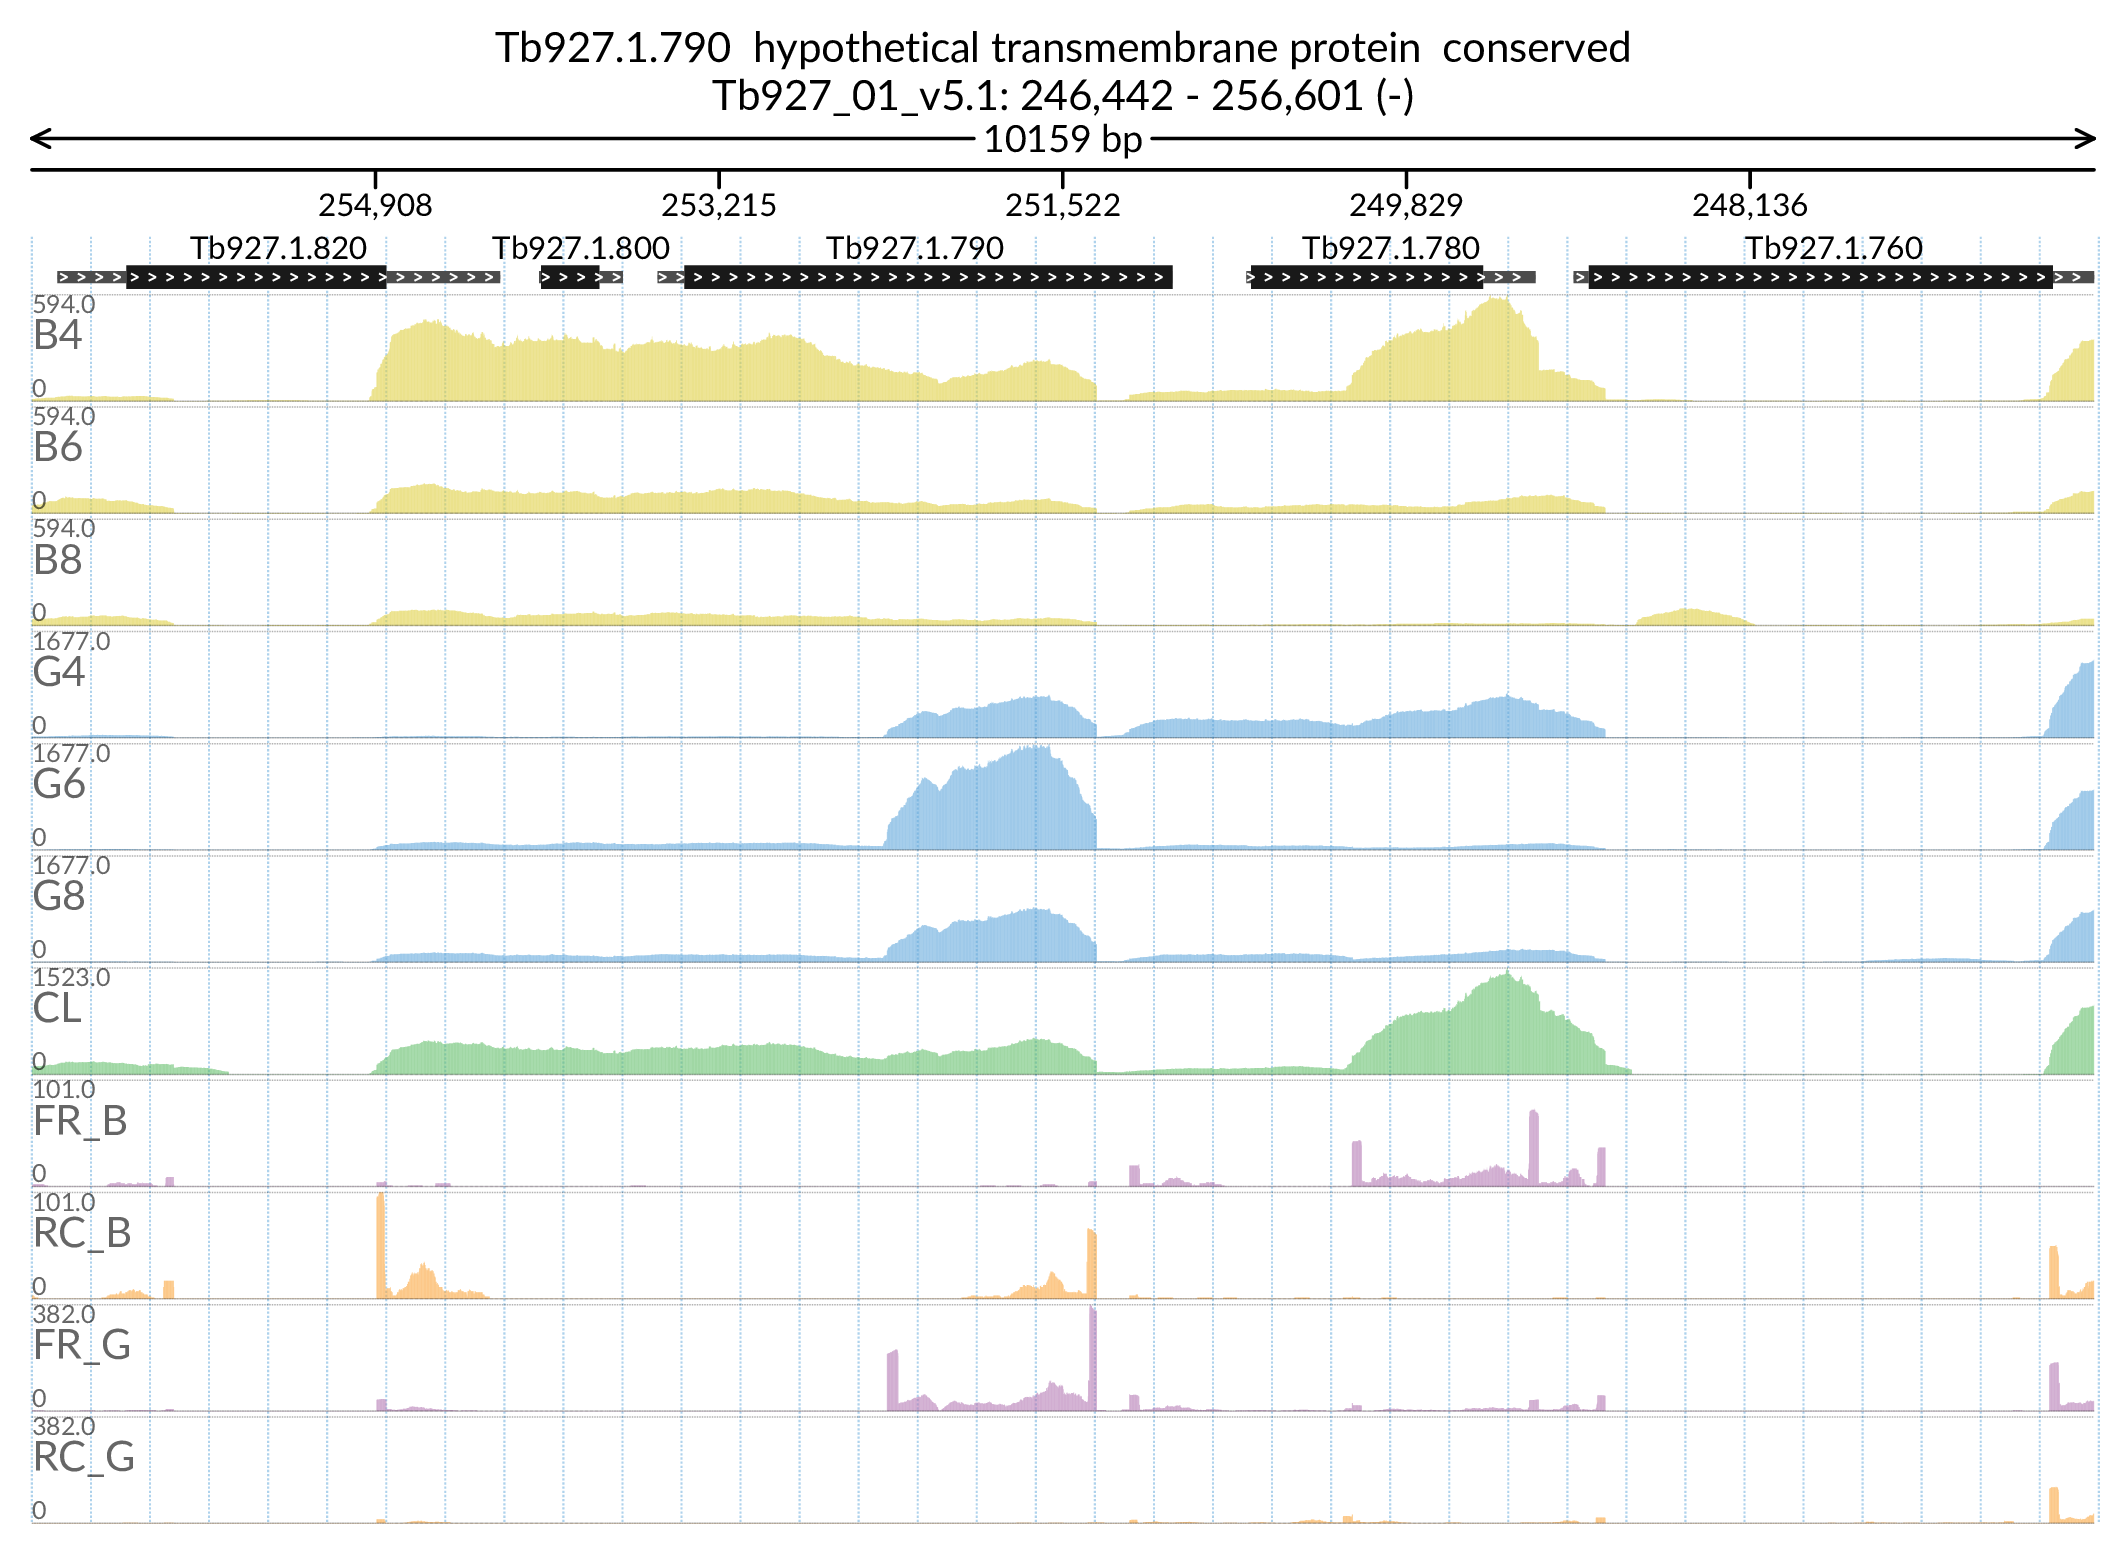 Tb927.1.790  hypothetical transmembrane protein  conserved
Tb927_01_v5.1: 246,442 - 256,601 (-)
10159 bp
254,908 253,215 251,522 249,829 248,136
Tb927.1.820 Tb927.1.800 Tb927.1.790 Tb927.1.780 Tb927.1.760
594.0
B4
0
594.0
B6
0
594.0
B8
0
1677.0
G4
0
1677.0
G6
0
1677.0
G8
0
1523.0
CL
0
101.0
FR_B
0
101.0
RC_B
0
382.0
FR_G
0
382.0
RC_G
0